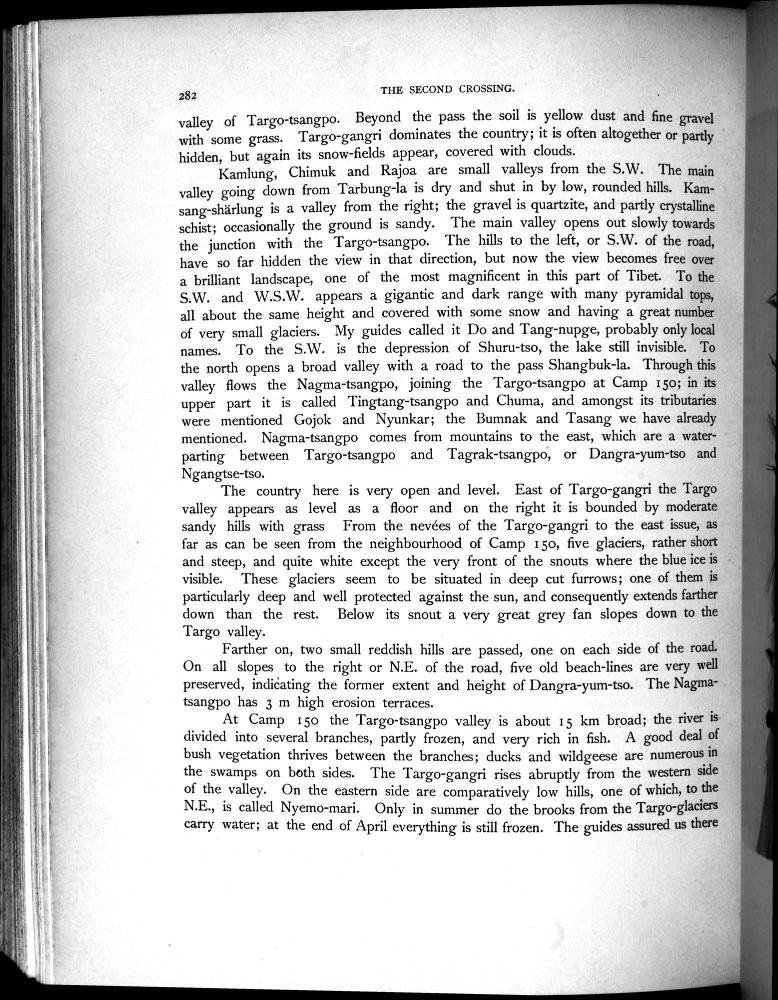 282
THE SECOND CROSSING.
valley of Targo-tsangpo. Beyond the pass the soil is yellow dust and fine gravel
with some grass. Targo-gangri dominates the country; it is often altogether or partly
hidden, but again its snow-fields appear, covered with clouds.
Kamlung, Chimuk and Rajoa are small valleys from the S.W. The main
valley going down from Tarbung-la is dry and shut in by low, rounded hills. Kam-
sang-shärlung is a valley from the right; the gravel is quartzite, and partly crystalline
schist; occasionally the ground is sandy. The main valley opens out slowly towards
the junction with the Targo-tsangpo. The hills to the left, or S.W. of the road,
have so far hidden the view in that direction, but now the view becomes free over
a brilliant landscape, one of the most magnificent in this part of Tibet. To the
S.W. and W.S.W. appears a gigantic and dark range with many pyramidal tops,
all about the same height and covered with some snow and having a great number
of very small glaciers. My guides called it Do and Tang-nupge, probably only local
names. To the S.W. is the depression of Shuru-tso, the lake still invisible. To
the north opens a broad valley with a road to the pass Shangbuk-la. Through this
valley flows the Nagma-tsangpo, joining the Targo-tsangpo at Camp 150; in its
upper part it is called Tingtang-tsangpo and Chuma, and amongst its tributaries
were mentioned Gojok and Nyunkar; the Bumnak and Tasang we have already
mentioned. Nagma-tsangpo comes from mountains to the east, which are a water-
parting between Targo-tsangpo and Tagrak-tsangpo, or Dangra-yum-tso and
Ngangtse-tso.
The country here is very open and level. East of Targo-gangri the Targo
valley appears as level as a floor and on the right it is bounded by moderate
sandy hills with grass From the nevées of the Targo-gangri to the east issue, as
far as can be seen from the neighbourhood of Camp 150, five glaciers, rather short
and steep, and quite white except the very front of the snouts where the blue ice is
visible. These glaciers seem to be situated in deep cut furrows; one of them is
particularly deep and well protected against the sun, and consequently extends farther
down than the rest. Below its snout a very great grey fan slopes down to the
Targo valley.
Farther on, two small reddish hills are passed, one on each side of the road.
On all slopes to the right or N.E. of the road, five old beach-lines are very well
preserved, indicating the former extent and height of Dangra-yum-tso. The Nagma-
tsangpo has 3 m high erosion terraces.
At Camp 150 the Targo-tsangpo valley is about 15 km broad; the river is
divided into several branches, partly frozen, and very rich in fish. A good deal of
bush vegetation thrives between the branches; ducks and wildgeese are numerous in
the swamps on both sides. The Targo-gangri rises abruptly from the western side
of the valley. On the eastern side are comparatively low hills, one of which, to the
N.E., is called Nyemo-mari. Only in summer do the brooks from the Targo-glaciers
carry water; at the end of April everything is still frozen. The guides assured us there